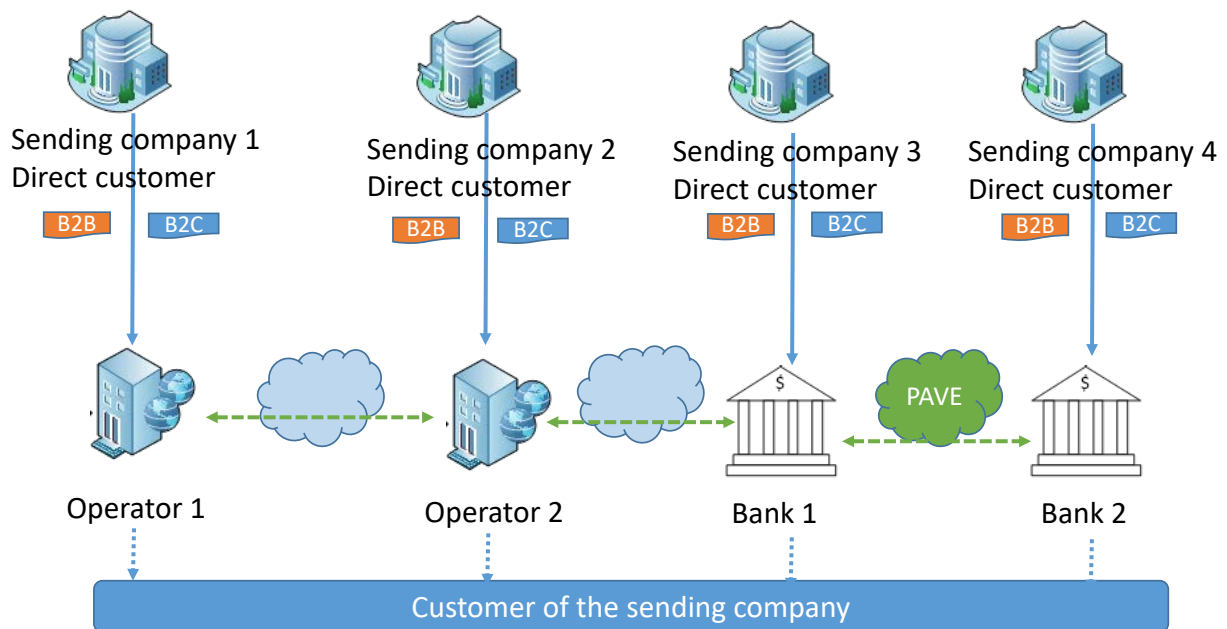 Sending company 1
Direct customer
Sending company 2
Direct customer
Sending company 3
Direct customer
Sending company 4
Direct customer
B2B
B2C
B2B
B2C
B2B
B2C
B2B
B2C
$
$
PAVE
Operator 1
Operator 2
Bank 1
Bank 2
Customer of the sending company